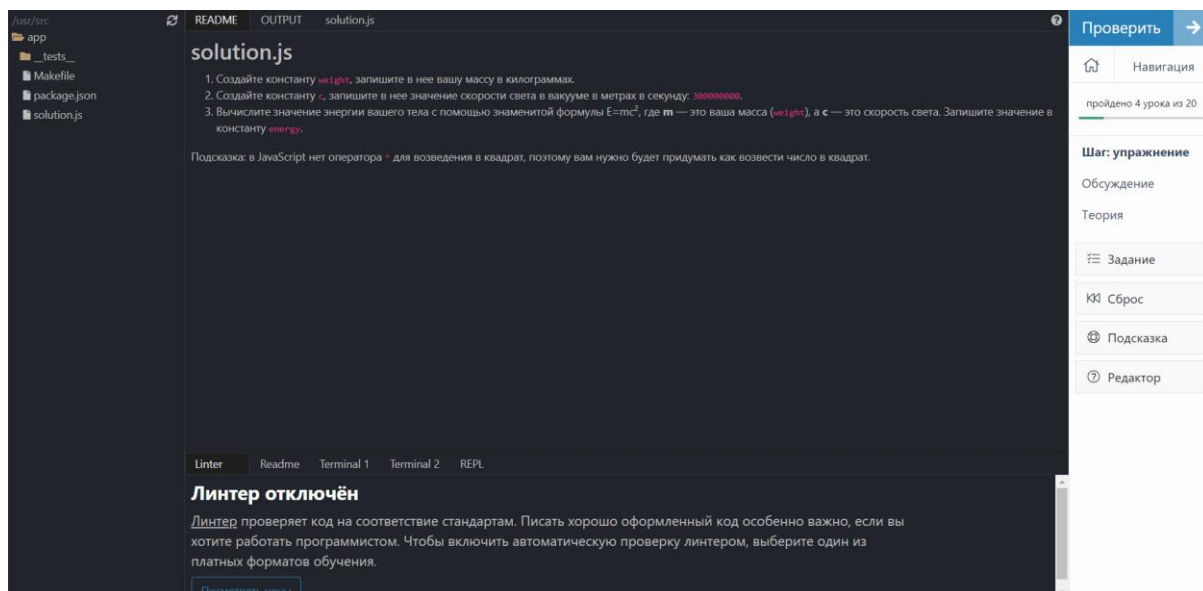 /usr/src
app
__tests__
Makefile
package.json
solution.js
README OUTPUT solution.js
solution.js
1. Создайте константу weight, запишите в нее вашу массу в килограммах.
2. Создайте константу c, запишите в нее значение скорости света в вакууме в метрах в секунду: 300000000.
3. Вычислите значение энергии вашего тела с помощью знаменитой формулы E=mc², где m — это ваша масса (weight), а c — это скорость света. Запишите значение в
константу energy.
Подсказка: в JavaScript нет оператора ^ для возведения в квадрат, поэтому вам нужно будет придумать как возвести число в квадрат.
Linter Readme Terminal 1 Terminal 2 REPL
Линтер отключён
Линтер проверяет код на соответствие стандартам. Писать хорошо оформленный код особенно важно, если вы
хотите работать программистом. Чтобы включить автоматическую проверку линтером, выберите один из
платных форматов обучения.
Посмотреть цены
Проверить
Навигация
пройдено 4 урока из 20
Шаг: упражнение
Обсуждение
Теория
Задание
Сброс
Подсказка
Редактор